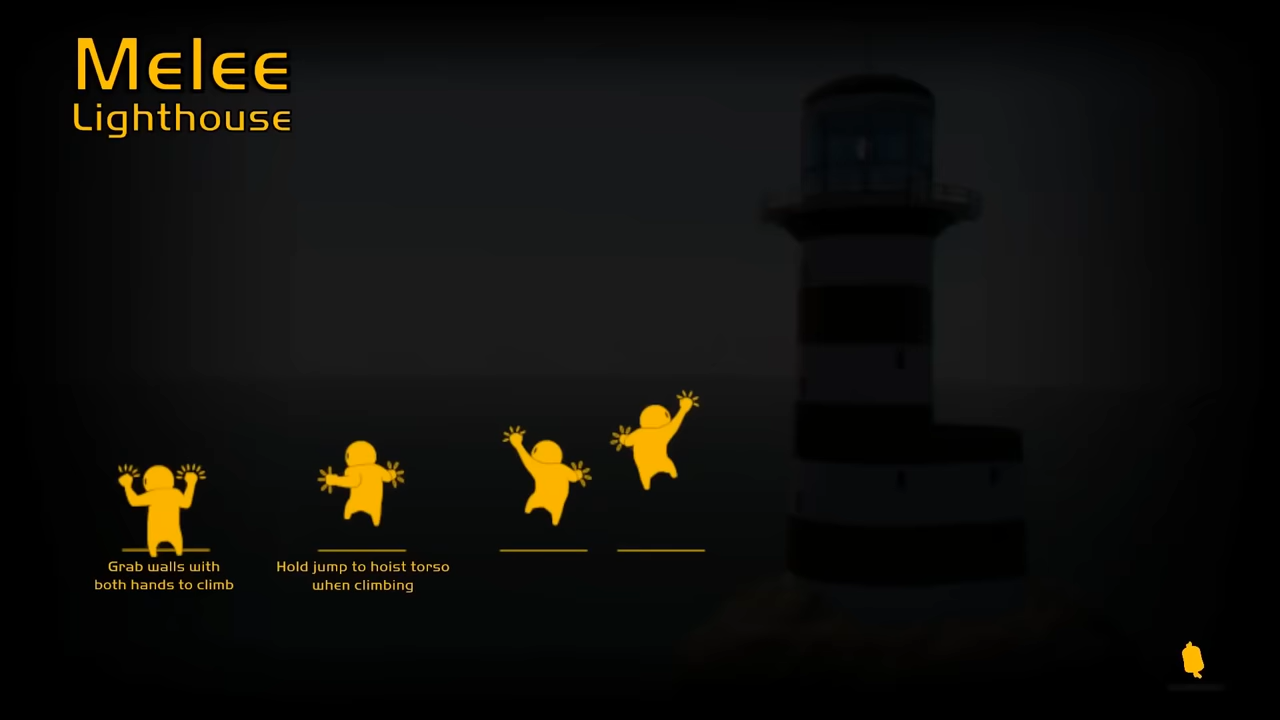 Melee
Lighthouse
Grab walls with
both hands to climb
Hold jump to hoist torso
when climbing